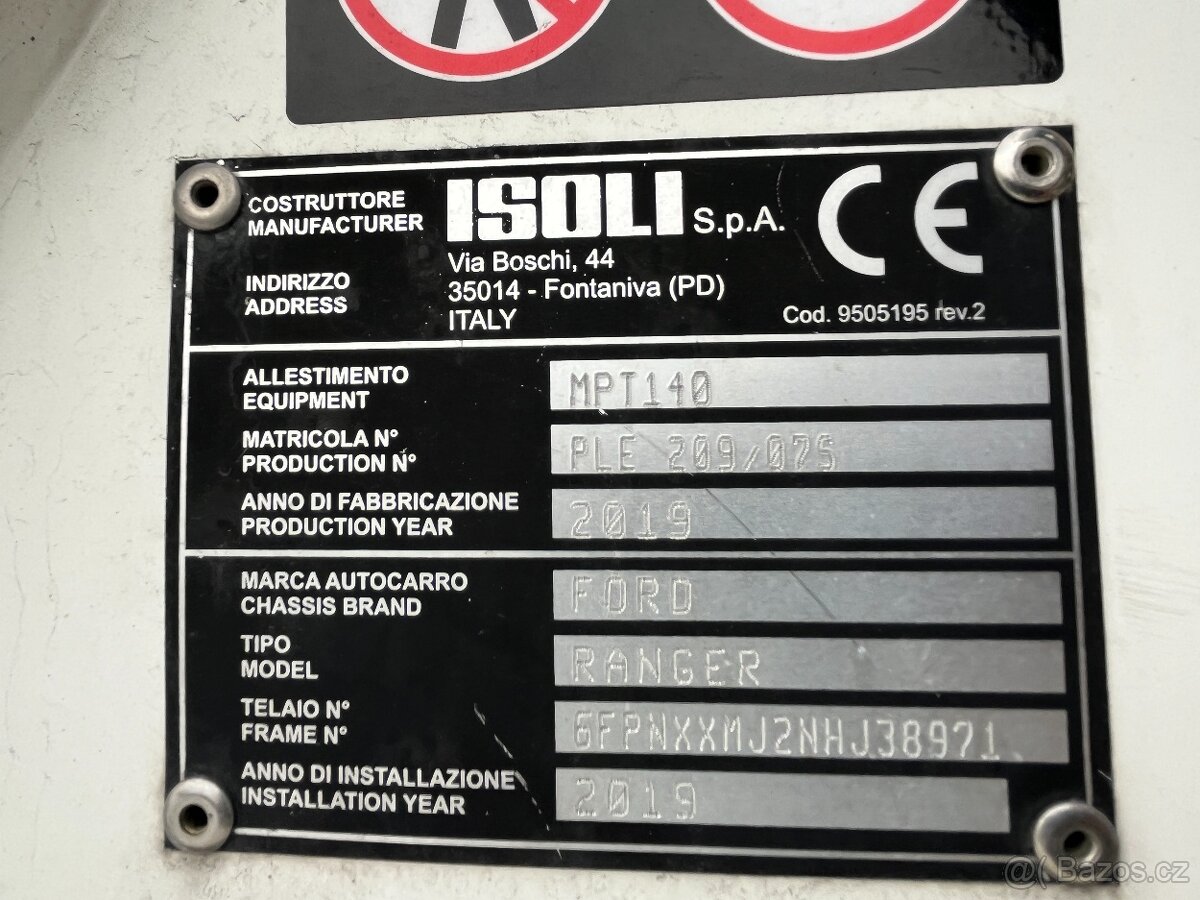 COSTRUTTORE
MANUFACTURER
ISOLI S.p.A.
CE
INDIRIZZO
ADDRESS
Via Boschi, 44
35014 - Fontaniva (PD)
ITALY
Cod. 9505195 rev.2
ALLESTIMENTO
EQUIPMENT
MPT140
MATRICOLA N°
PRODUCTION N°
PLE 209/07S
ANNO DI FABBRICAZIONE
PRODUCTION YEAR
2019
MARCA AUTOCARRO
CHASSIS BRAND
FORD
TIPO
MODEL
RANGER
TELAIO N°
FRAME N°
6FPNXXMJ2NHJ38971
ANNO DI INSTALLAZIONE
INSTALLATION YEAR
2019
Bazos.cz